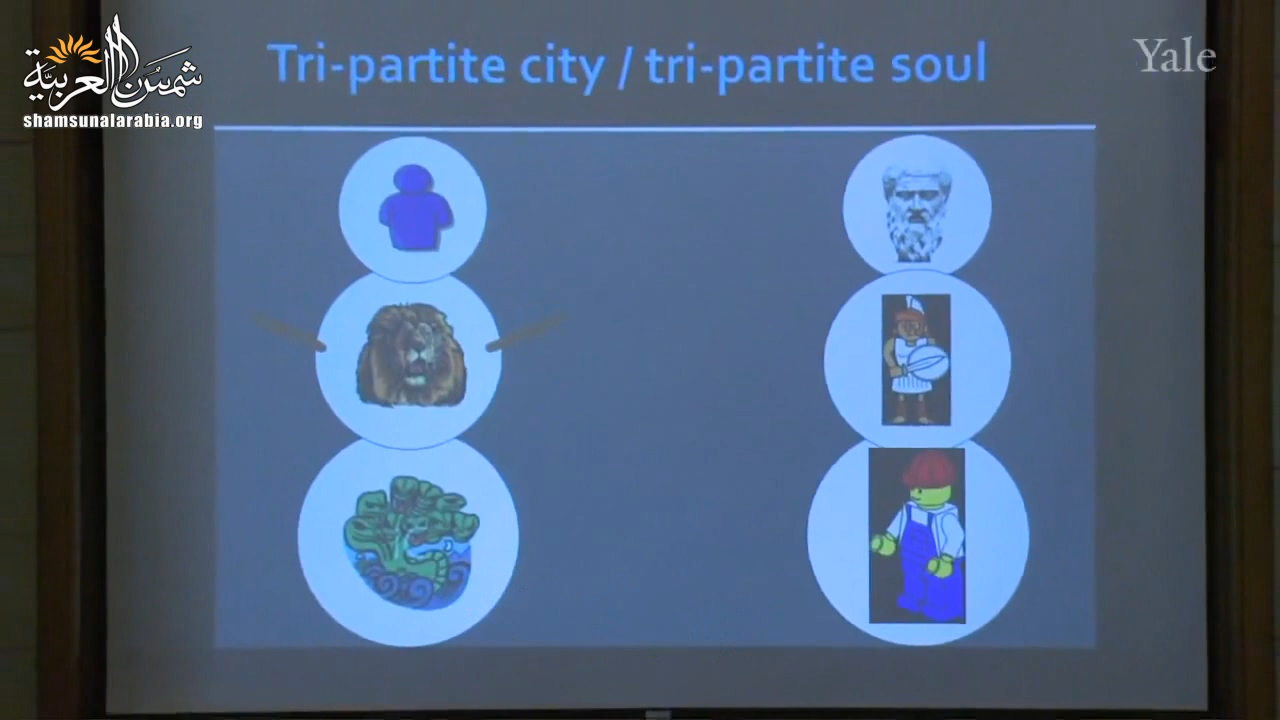 شمس العربية
shamsunalarabia.org
Tri-partite city / tri-partite soul
Yale